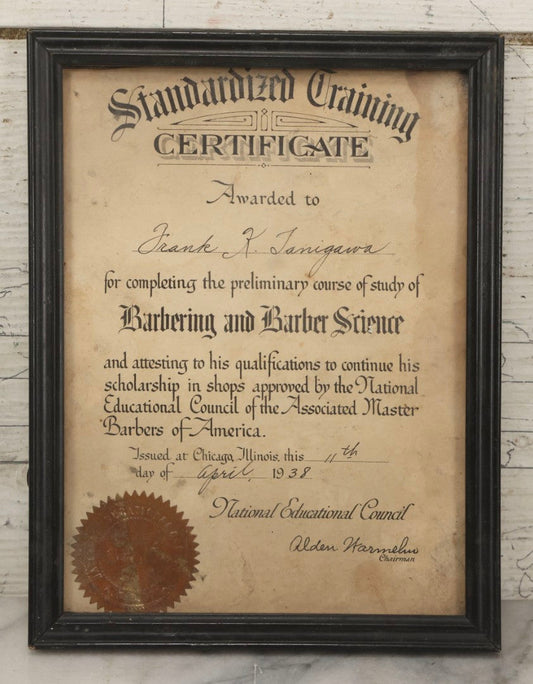 Standardized Training
CERTIFICATE
Awarded to
Frank K. Tanigawa
for completing the preliminary course of study of
Barbering and Barber Science
and attesting to his qualifications to continue his
scholarship in shops approved by the National
Educational Council of the Associated Master
Barbers of America.
Issued at Chicago, Illinois, this 11th
day of April, 1938
National Educational Council
Alden
Chairman